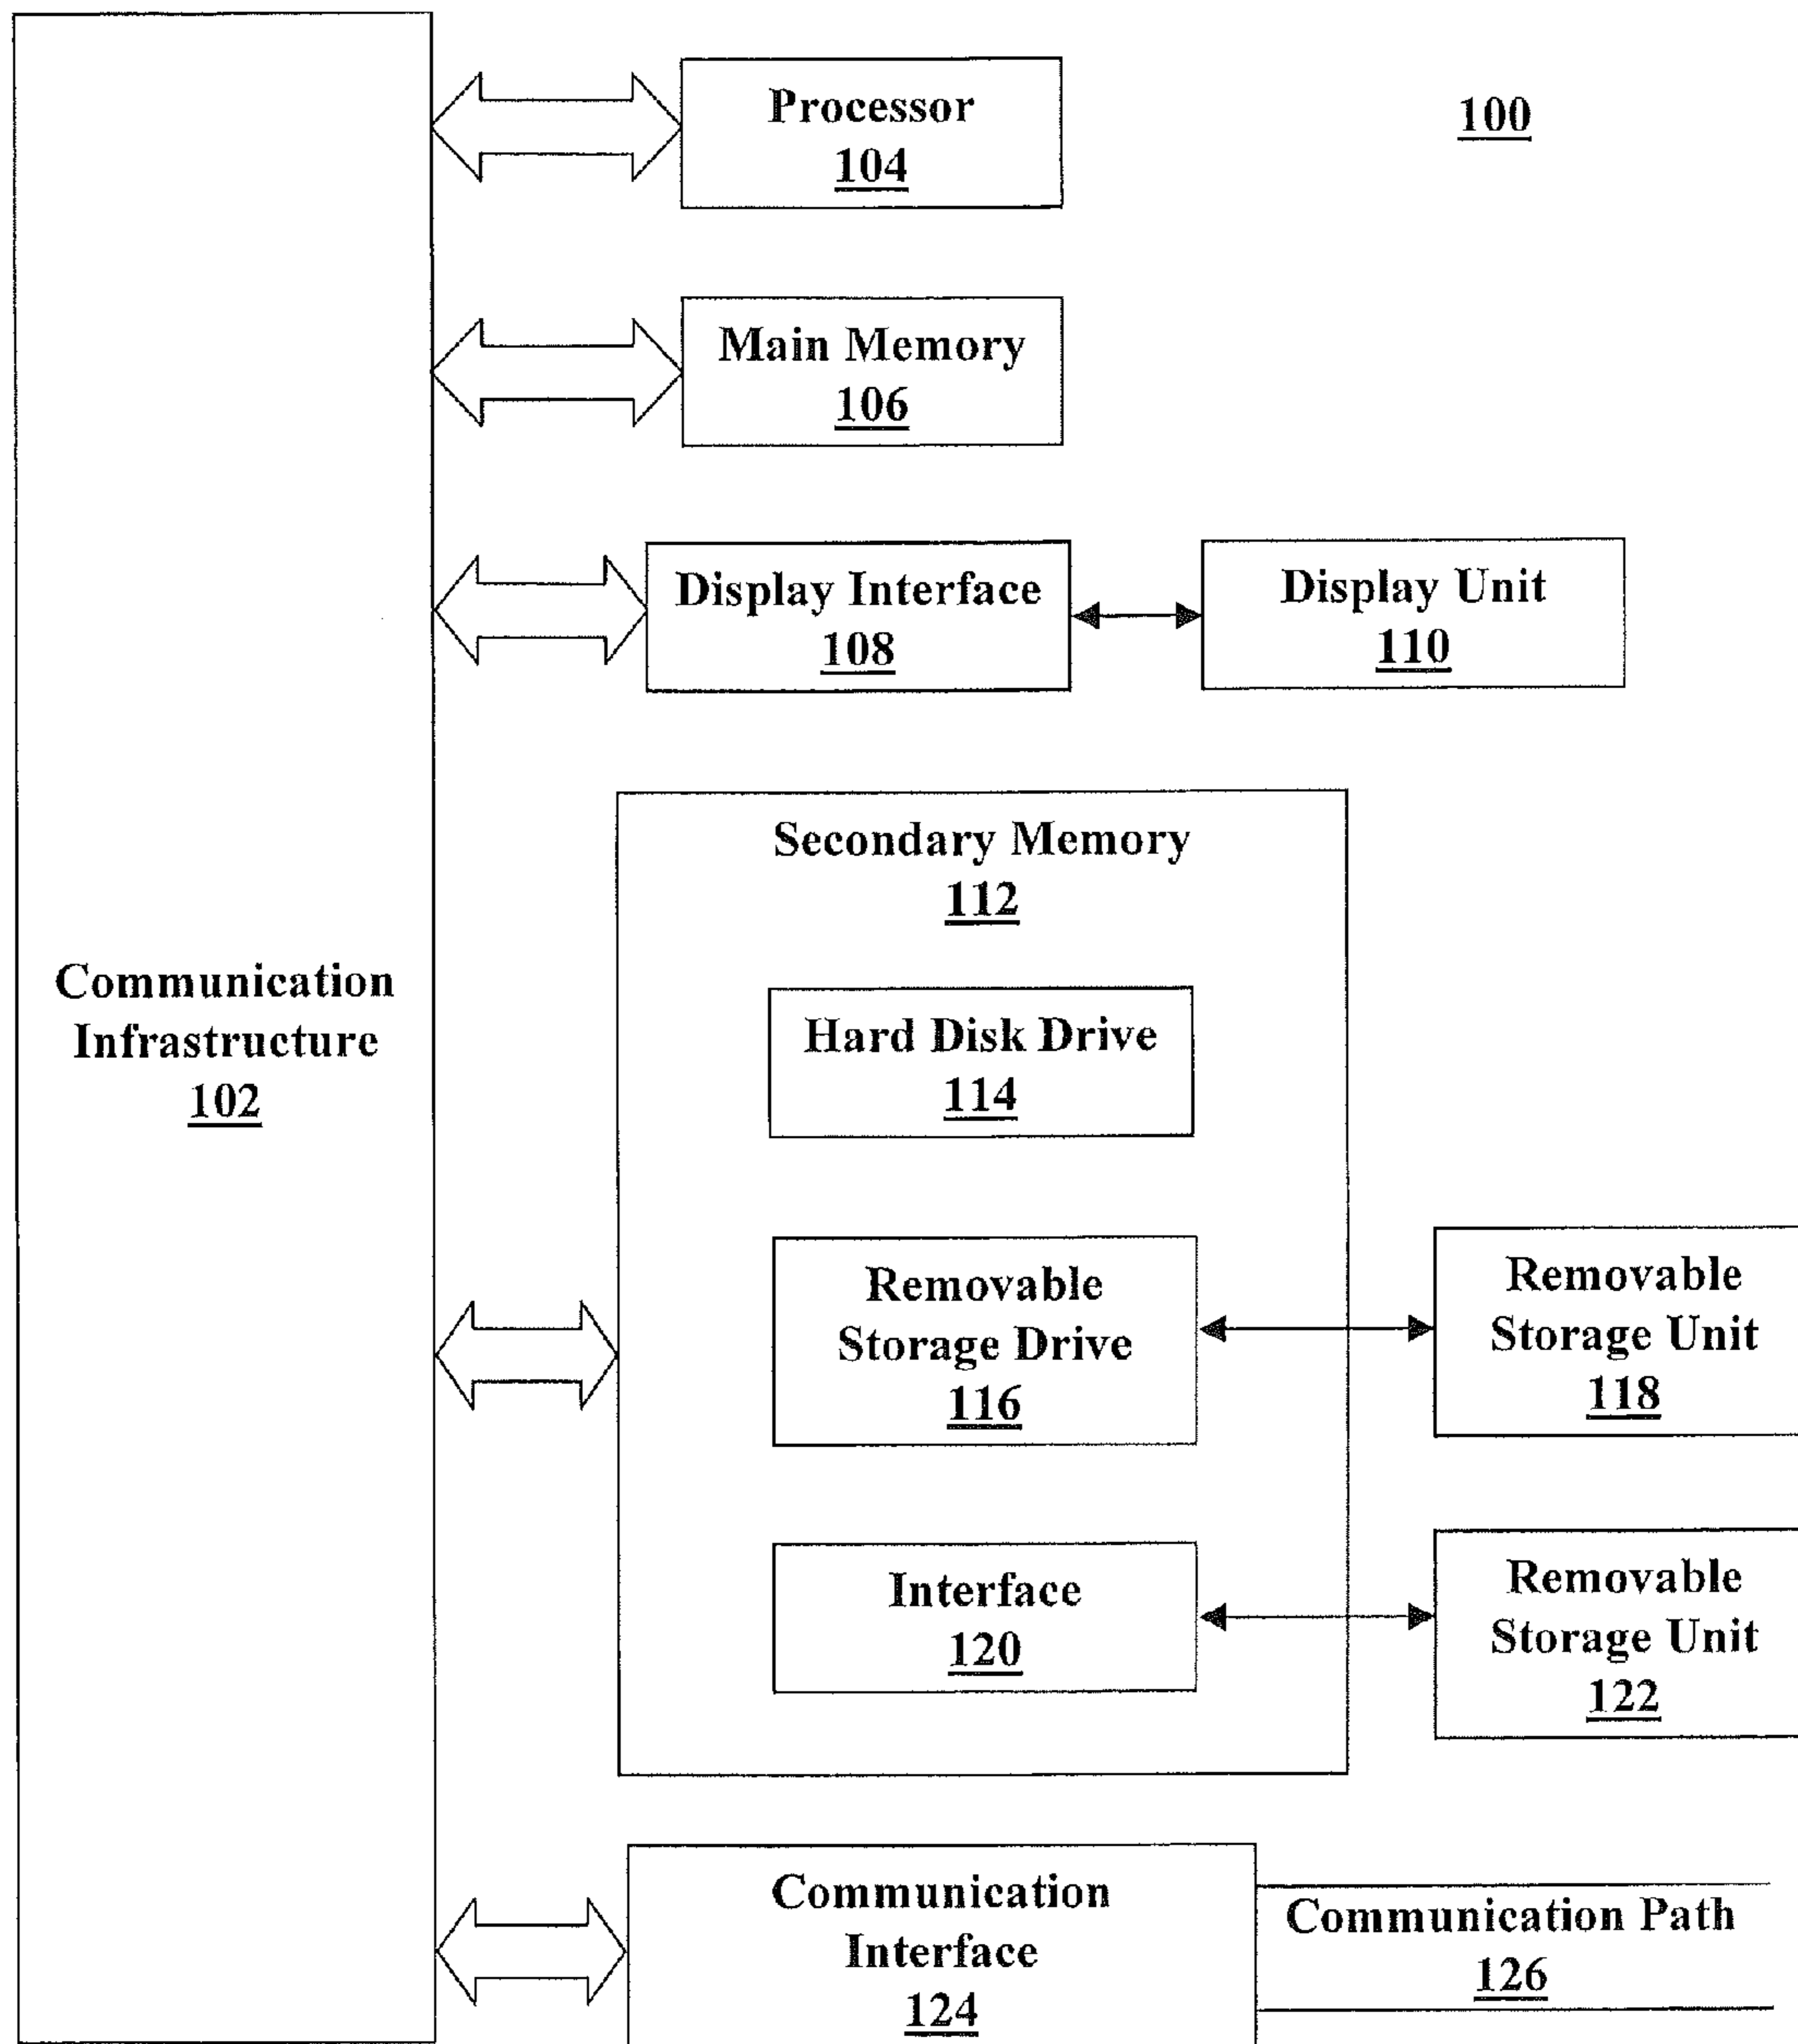 Processor
104
100
Main Memory
106
Display Interface
108
Display Unit
110
Secondary Memory
112
Communication
Infrastructure
102
Hard Disk Drive
114
Removable
Storage Drive
116
Removable
Storage Unit
118
Interface
120
Removable
Storage Unit
122
Communication
Interface
124
Communication Path
126